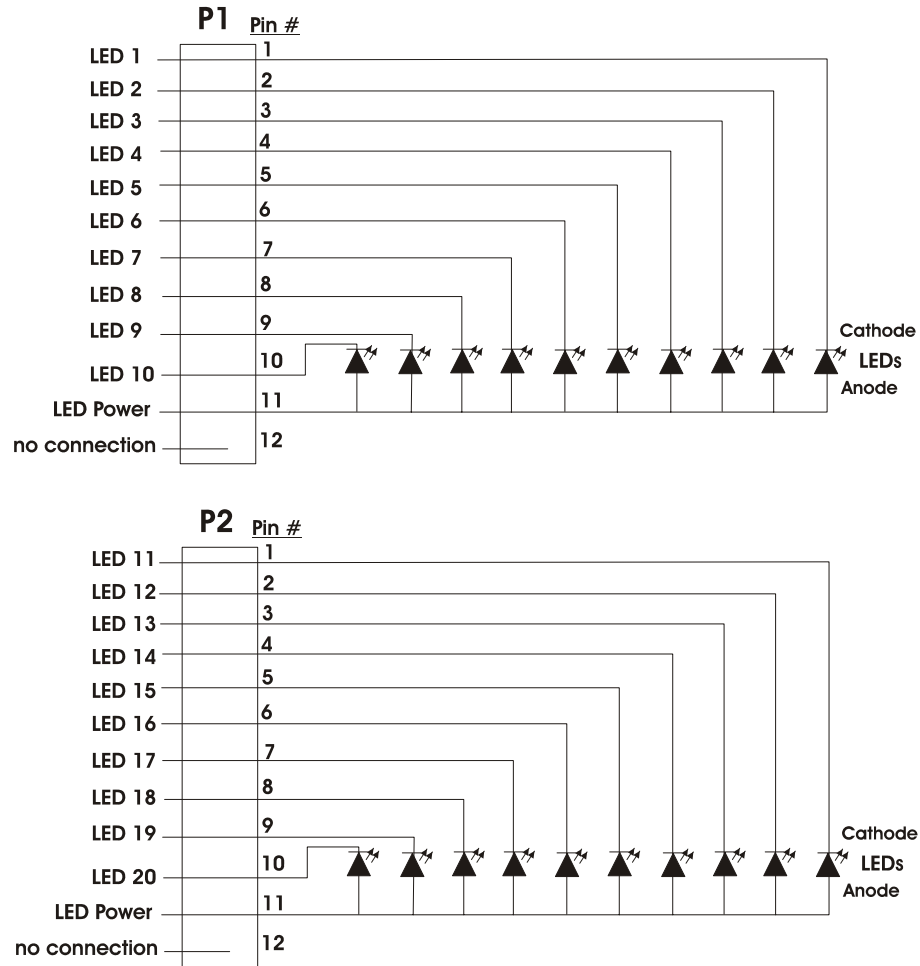 P1 Pin #
LED 1 1
LED 2 2
LED 3 3
LED 4 4
LED 5 5
LED 6 6
LED 7 7
LED 8 8
LED 9 9
Cathode
LED 10 10
LEDs
Anode
LED Power 11
no connection 12
P2 Pin #
LED 11 1
LED 12 2
LED 13 3
LED 14 4
LED 15 5
LED 16 6
LED 17 7
LED 18 8
LED 19 9
Cathode
LED 20 10
LEDs
Anode
LED Power 11
no connection 12